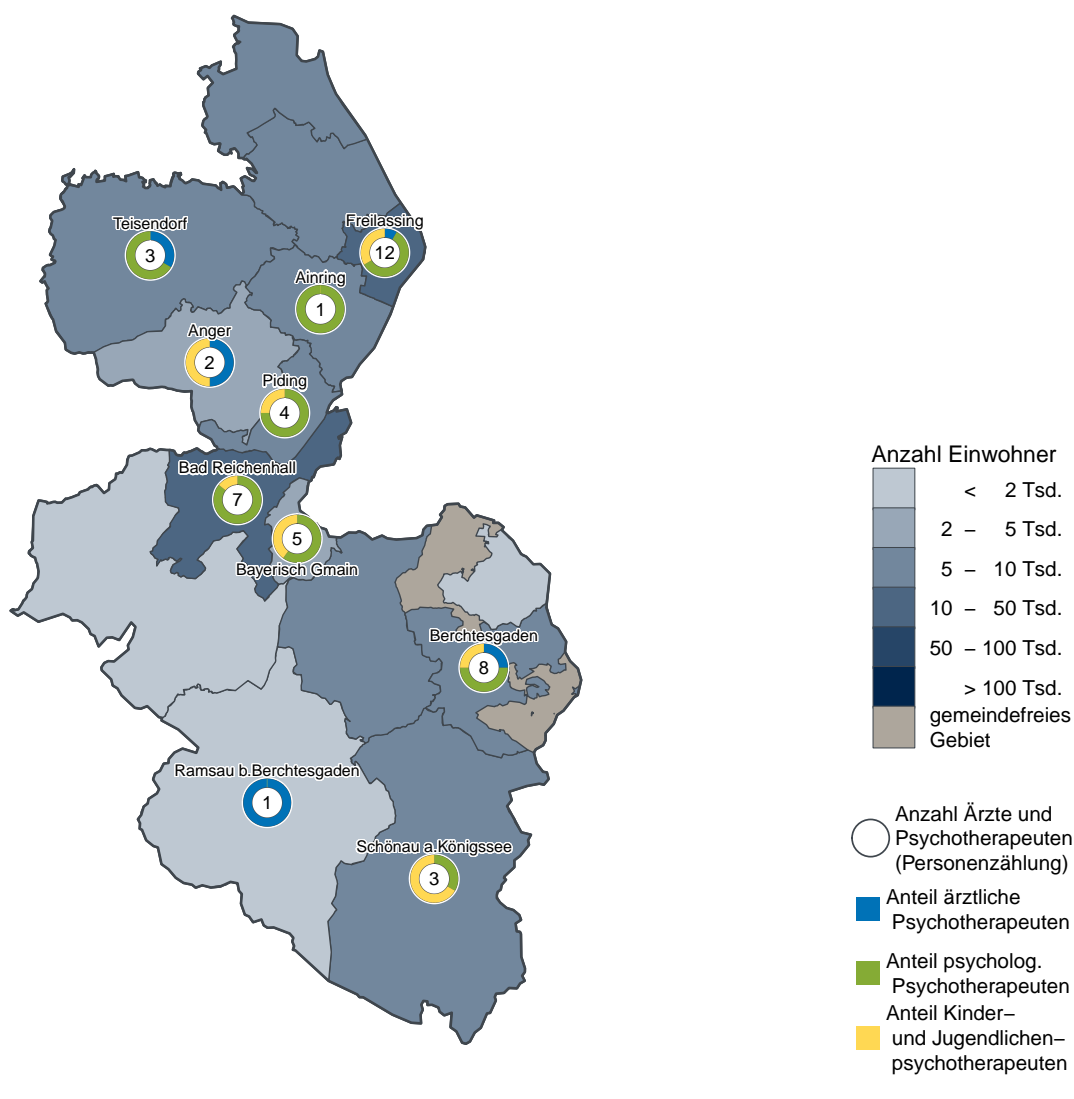 Teisendorf
3
Freilassing
12
Ainring
1
Anger
2
Piding
4
Bad Reichenhall
7
5
Bayerisch Gmain
Berchtesgaden
8
Ramsau b.Berchtesgaden
1
Schönau a.Königssee
3
Anzahl Einwohner
< 2 Tsd.
2 – 5 Tsd.
5 – 10 Tsd.
10 – 50 Tsd.
50 – 100 Tsd.
> 100 Tsd.
gemeindefreies
Gebiet
Anzahl Ärzte und
Psychotherapeuten
(Personenzählung)
Anteil ärztliche
Psychotherapeuten
Anteil psycholog.
Psychotherapeuten
Anteil Kinder–
und Jugendlichen–
psychotherapeuten